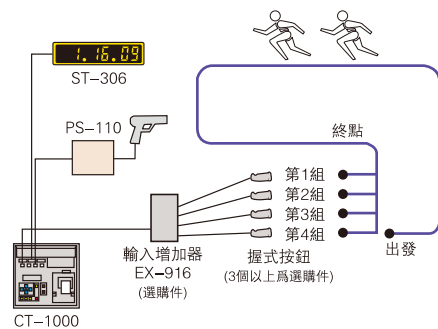 1.16.09
ST-306
PS-110
終點
第1組
第2組
第3組
第4組
出發
輸入增加器
EX-916
(選購件)
握式按鈕
(3個以上爲選購件)
CT-1000